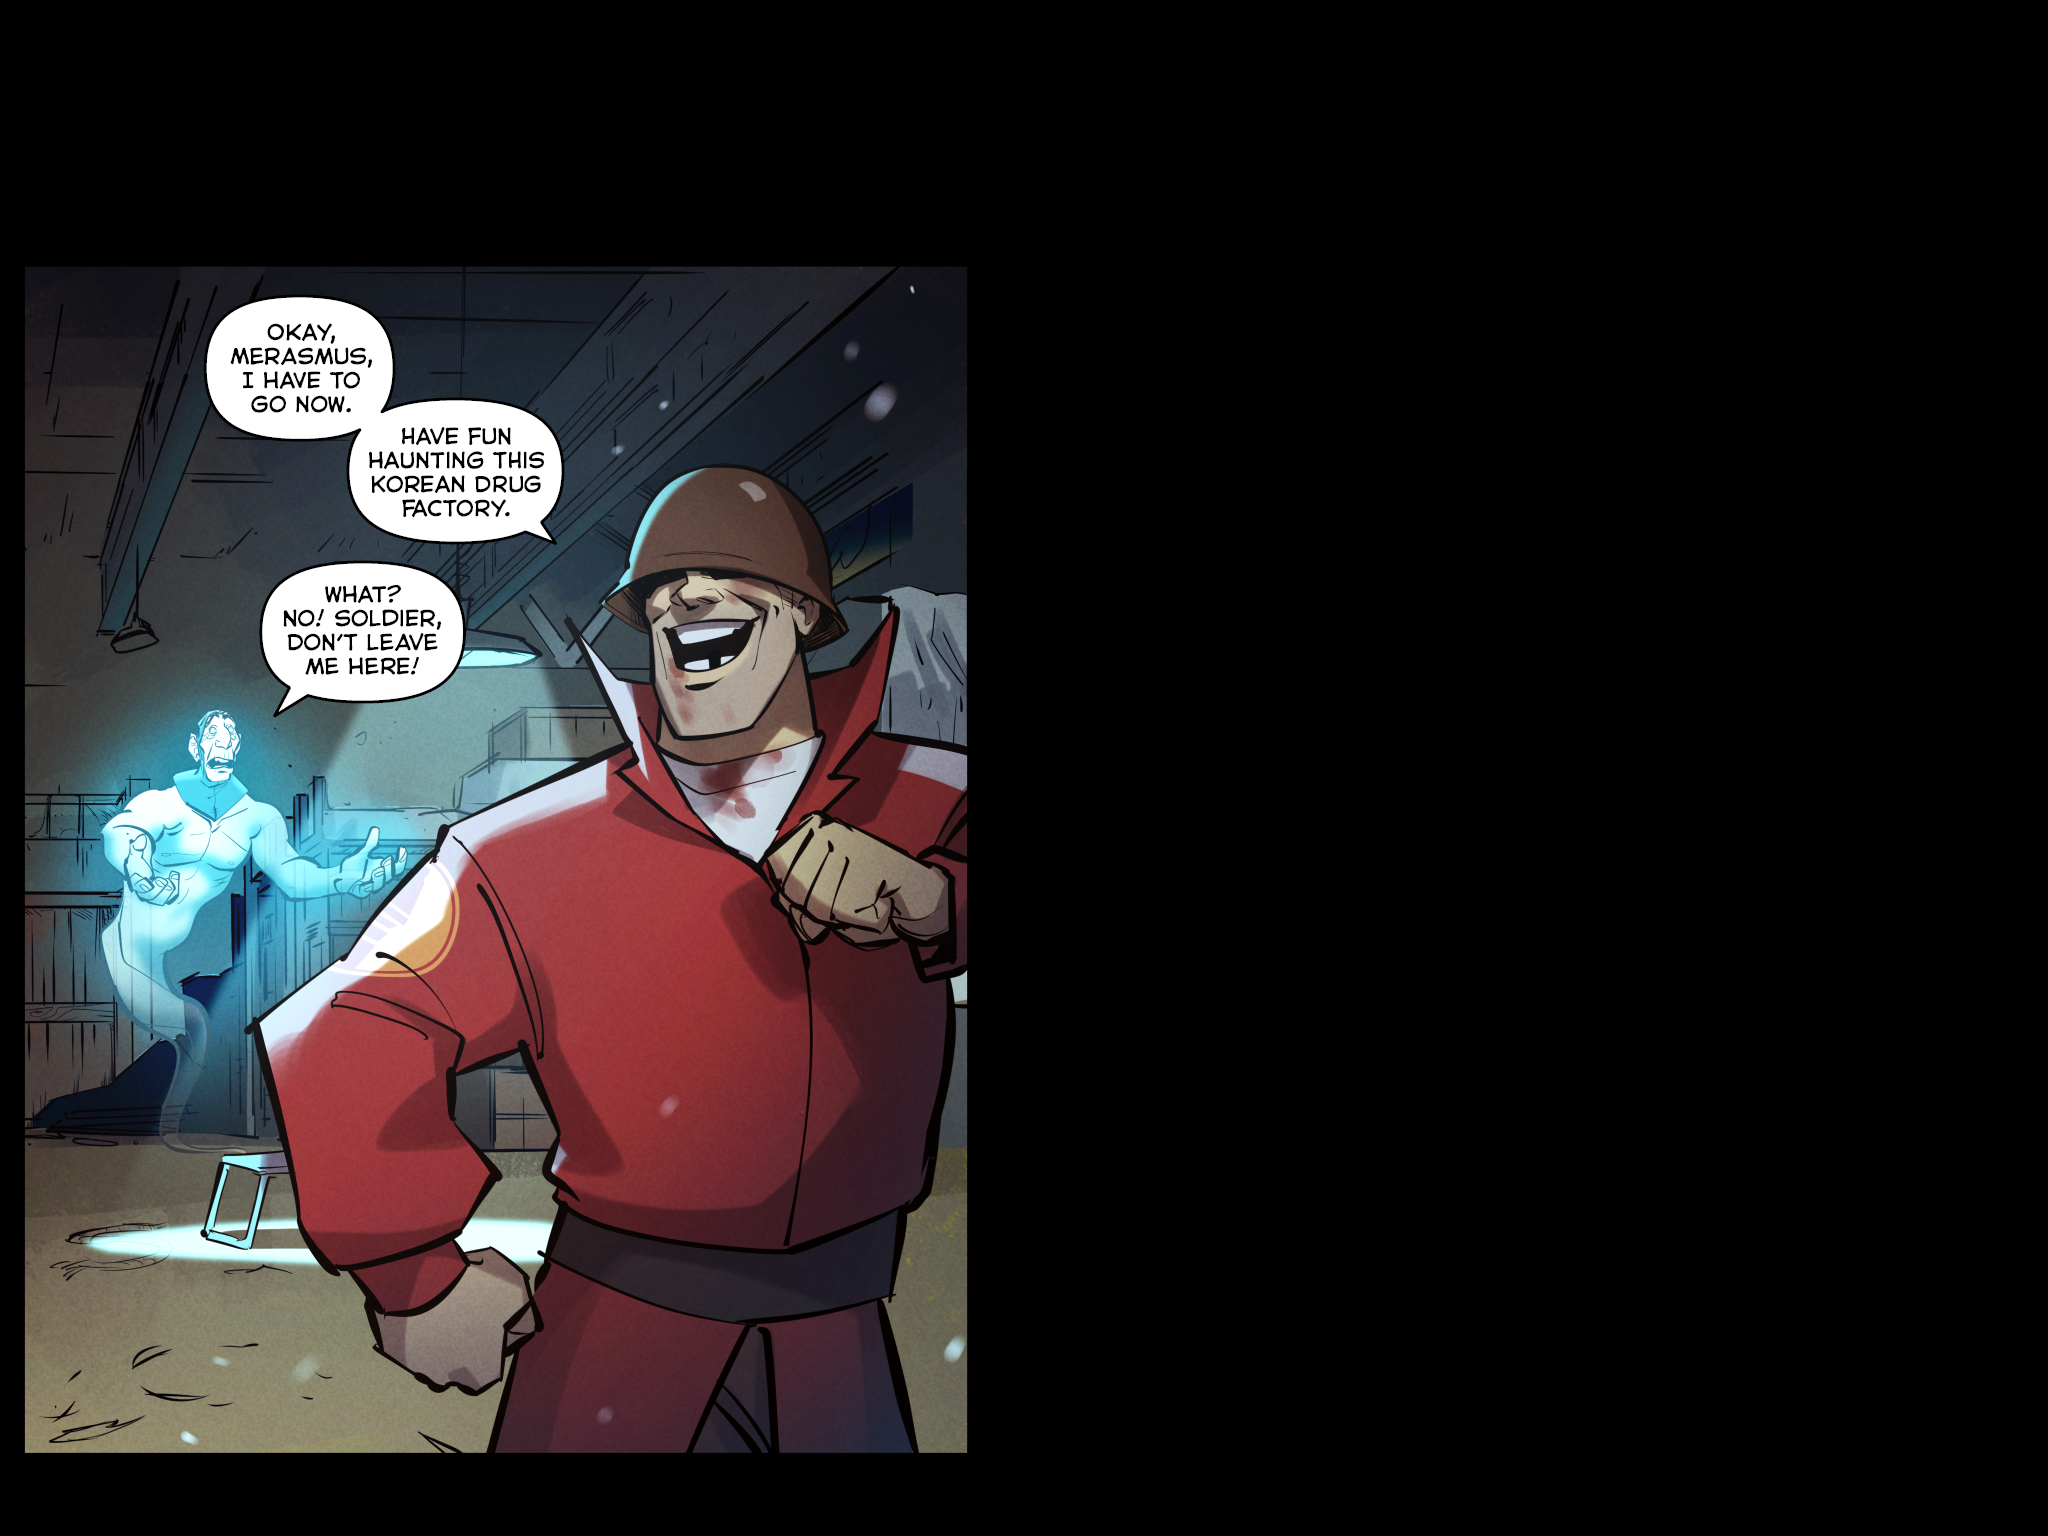 OKAY,
MERASMUS,
I HAVE TO
GO NOW.
HAVE FUN
HAUNTING THIS
KOREAN DRUG
FACTORY.
WHAT?
NO! SOLDIER,
DON'T LEAVE
ME HERE!